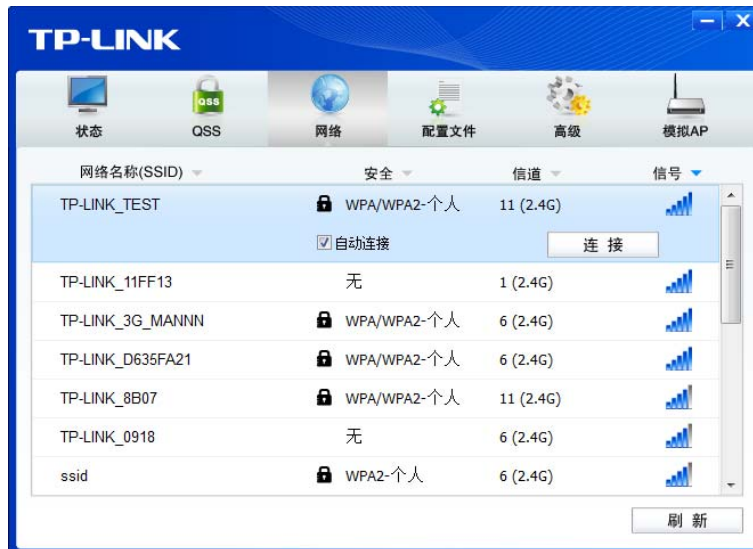 TP-LINK
QSS
状态 QSS 网络 配置文件 高级 模拟AP
网络名称(SSID) 安全 信道 信号
TP-LINK_TEST WPA/WPA2-个人 11 (2.4G)
自动连接 连 接
TP-LINK_11FF13 无 1 (2.4G)
TP-LINK_3G_MANNN WPA/WPA2-个人 6 (2.4G)
TP-LINK_D635FA21 WPA/WPA2-个人 6 (2.4G)
TP-LINK_8B07 WPA/WPA2-个人 11 (2.4G)
TP-LINK_0918 无 6 (2.4G)
ssid WPA2-个人 6 (2.4G)
刷 新